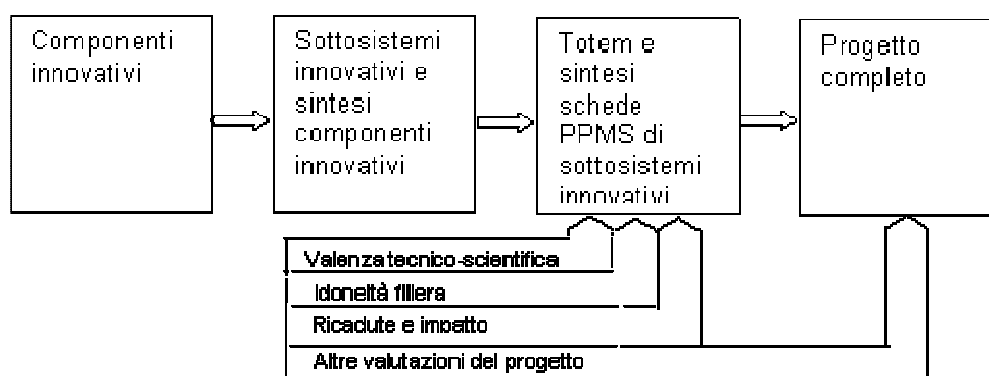 Componenti
innovativi
Sottosistemi
innovativi e
sintesi
componenti
innovativi
Totem e
sintesi
schede
PPMS di
sottosistemi
innovativi
Progetto
completo
Valenza tecnico-scientifica
Idoneità filiera
Ricadute e impatto
Altre valutazioni del progetto